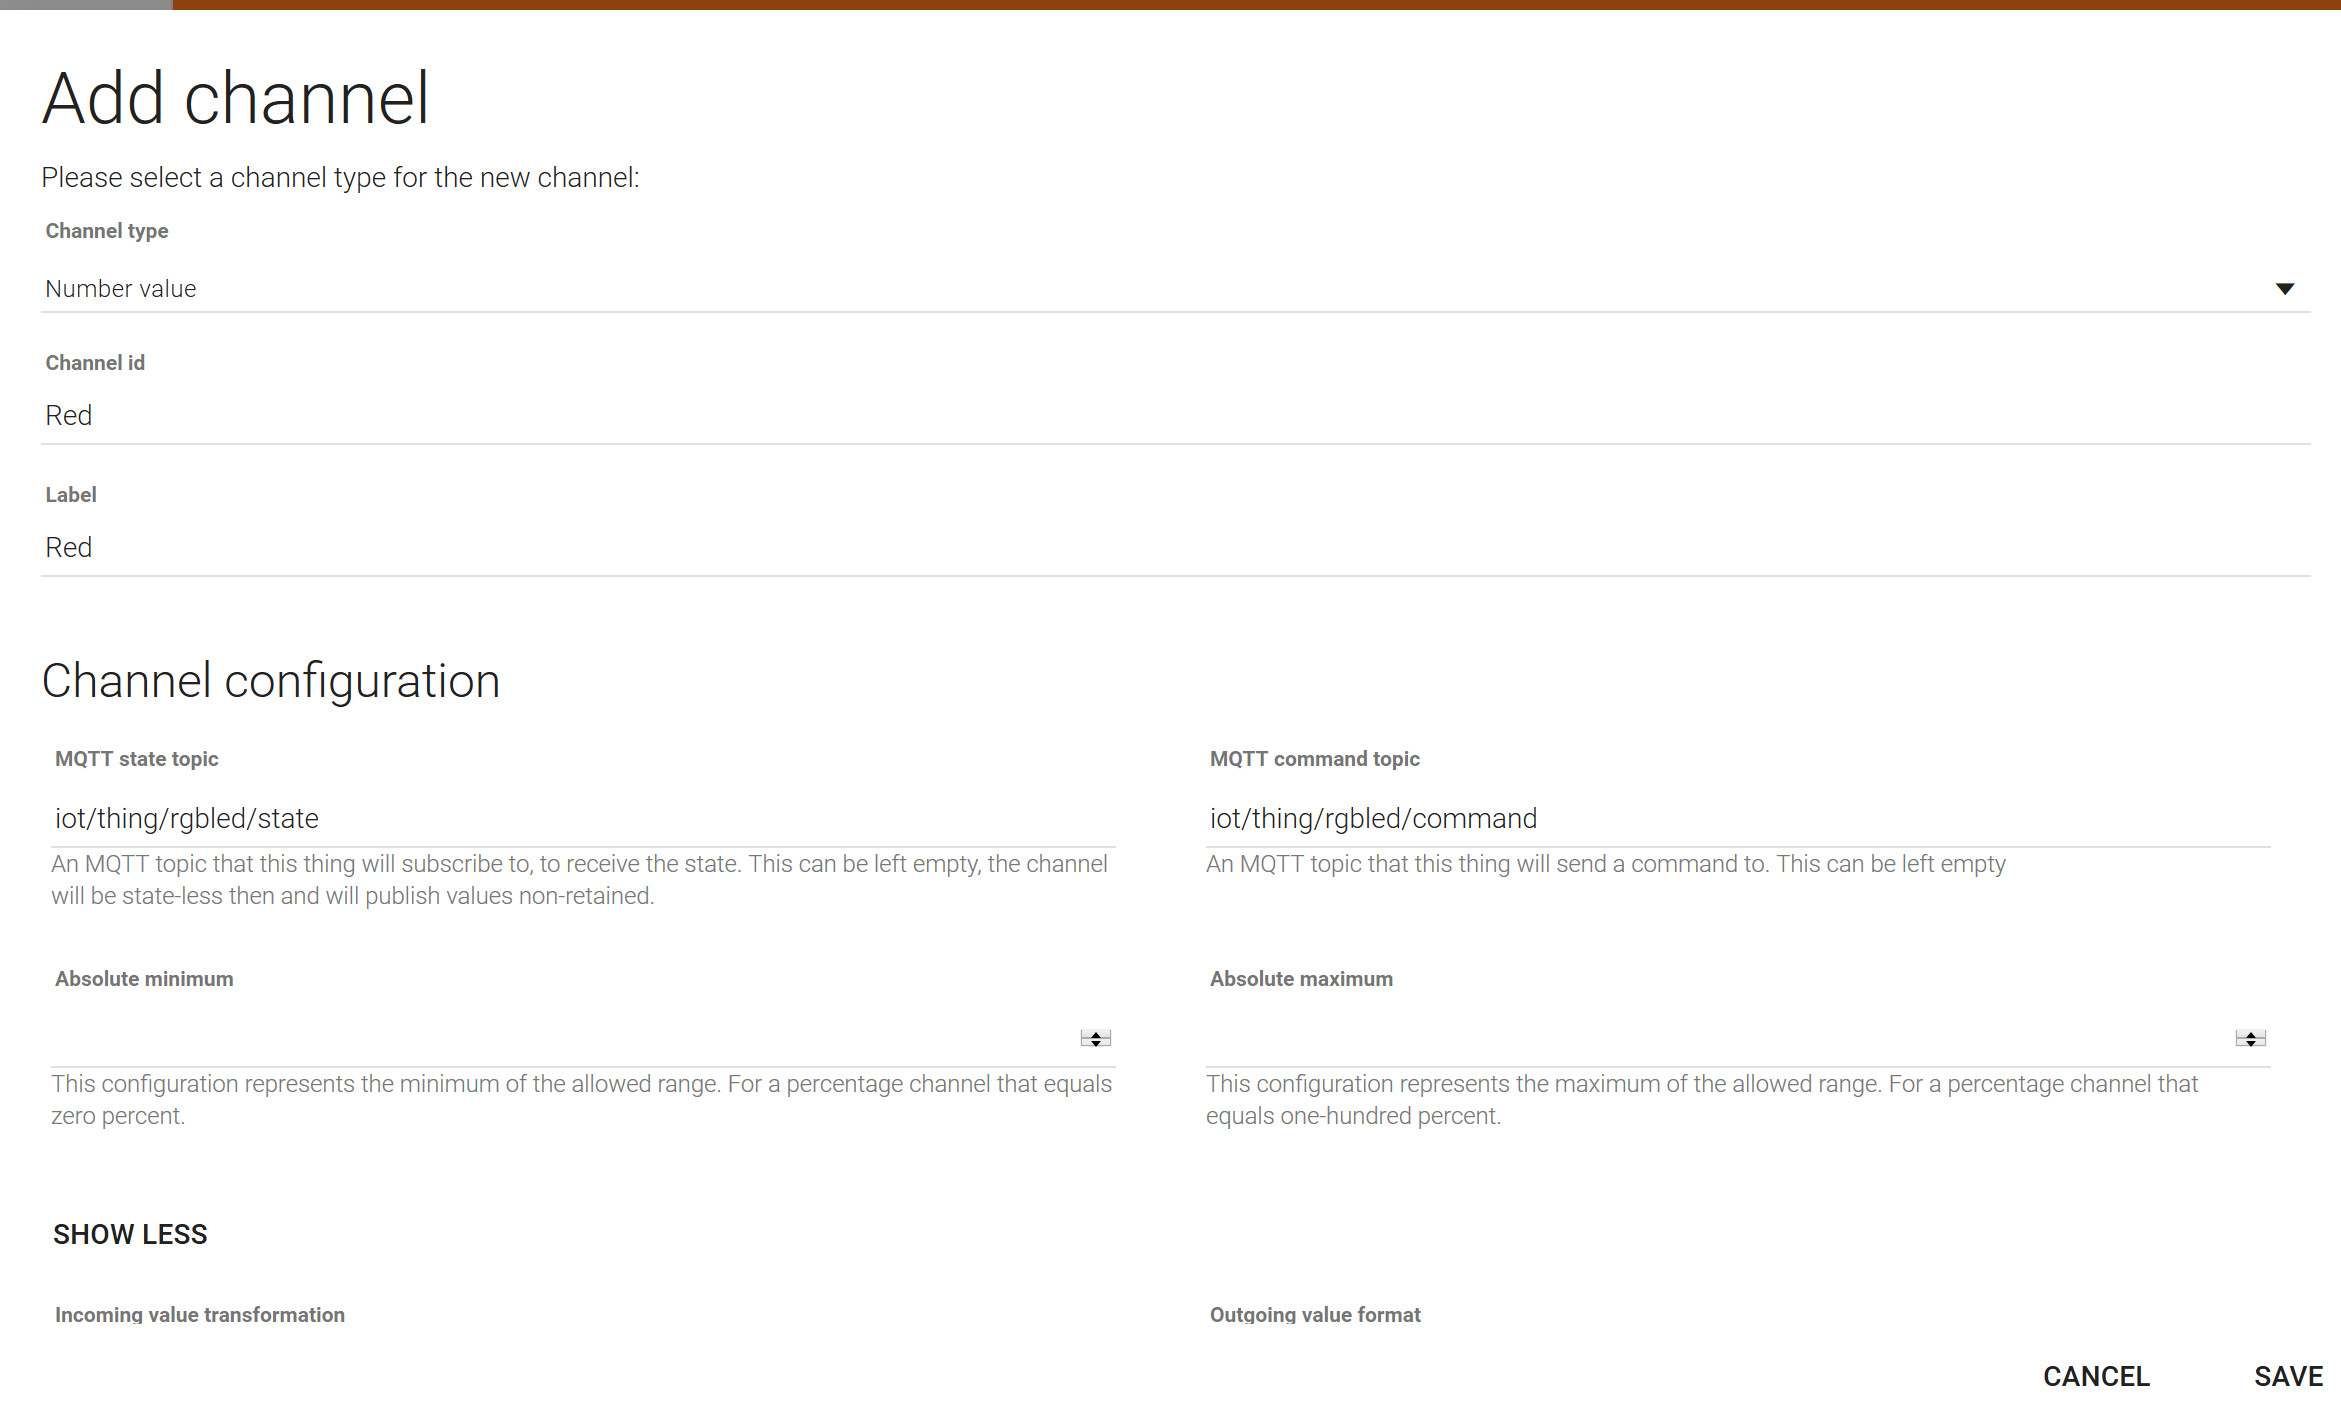 Add channel
Please select a channel type for the new channel:
Channel type
Number value
Channel id
Red
Label
Red
Channel configuration
MQTT state topic
iot/thing/rgbled/state
An MQTT topic that this thing will subscribe to, to receive the state. This can be left empty, the channel
will be state-less then and will publish values non-retained.
MQTT command topic
iot/thing/rgbled/command
An MQTT topic that this thing will send a command to. This can be left empty
Absolute minimum
This configuration represents the minimum of the allowed range. For a percentage channel that equals
zero percent.
Absolute maximum
This configuration represents the maximum of the allowed range. For a percentage channel that
equals one-hundred percent.
SHOW LESS
Incoming value transformation
Outgoing value format
CANCEL
SAVE